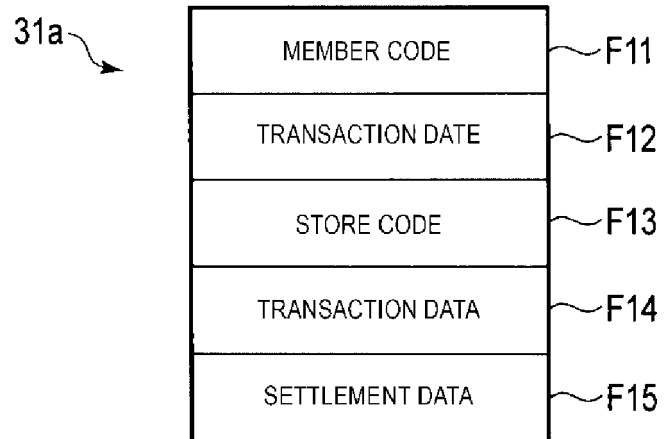 31a
MEMBER CODE F11
TRANSACTION DATE F12
STORE CODE F13
TRANSACTION DATA F14
SETTLEMENT DATA F15